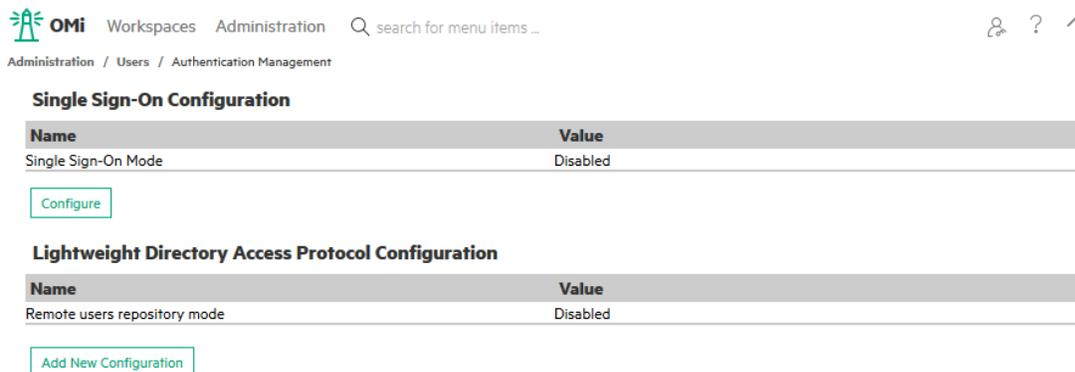 OMi Workspaces Administration search for menu items ...
Administration / Users / Authentication Management
Single Sign-On Configuration
Name Value
Single Sign-On Mode Disabled
Configure
Lightweight Directory Access Protocol Configuration
Name Value
Remote users repository mode Disabled
Add New Configuration